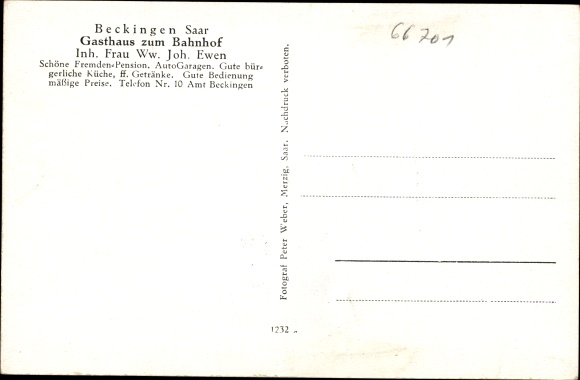 Beckingen Saar
Gasthaus zum Bahnhof
Inh. Frau Ww. Joh. Ewen
Schöne Fremden-Pension. AutoGaragen. Gute bür-
gerliche Küche, ff. Getränke. Gute Bedienung
mäßige Preise. Telefon Nr. 10 Amt Beckingen
Fotograf Peter Weber, Merzig, Saar. Nachdruck verboten.
1232
66701